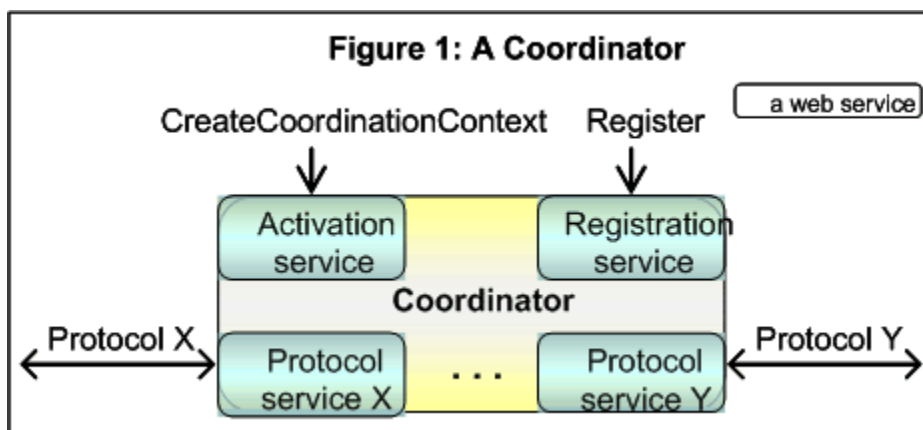 Figure 1: A Coordinator
a web service
CreateCoordinationContext Register
Activation
service
Registration
service
Coordinator
Protocol X
Protocol Y
Protocol
service X
. . .
Protocol
service Y